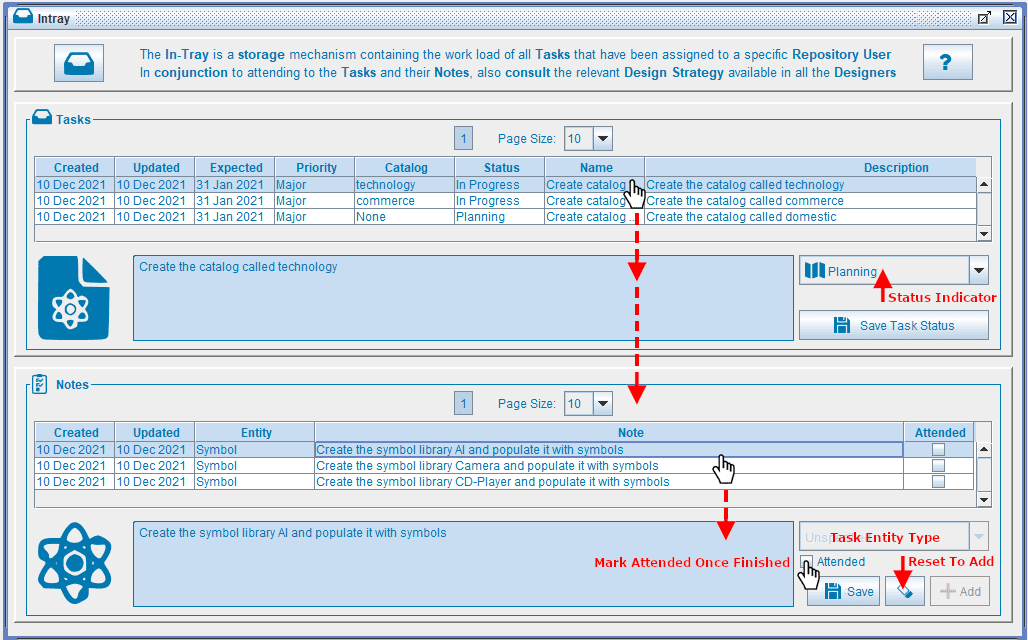 Intray
The In-Tray is a storage mechanism containing the work load of all Tasks that have been assigned to a specific Repository User
In conjunction to attending to the Tasks and their Notes, also consult the relevant Design Strategy available in all the Designers
?
Tasks
1 Page Size: 10
Created Updated Expected Priority Catalog Status Name Description
10 Dec 2021 10 Dec 2021 31 Jan 2021 Major technology In Progress Create catalog Create the catalog called technology
10 Dec 2021 10 Dec 2021 31 Jan 2021 Major commerce In Progress Create catalog Create the catalog called commerce
10 Dec 2021 10 Dec 2021 31 Jan 2021 Major None Planning Create catalog ... Create the catalog called domestic
Create the catalog called technology
Planning
Status Indicator
Save Task Status
Notes
1 Page Size: 10
Created Updated Entity Note Attended
10 Dec 2021 10 Dec 2021 Symbol Create the symbol library AI and populate it with symbols
10 Dec 2021 10 Dec 2021 Symbol Create the symbol library Camera and populate it with symbols
10 Dec 2021 10 Dec 2021 Symbol Create the symbol library CD-Player and populate it with symbols
Create the symbol library AI and populate it with symbols
Task Entity Type
Mark Attended Once Finished
Attended
Reset To Add
Save
Add